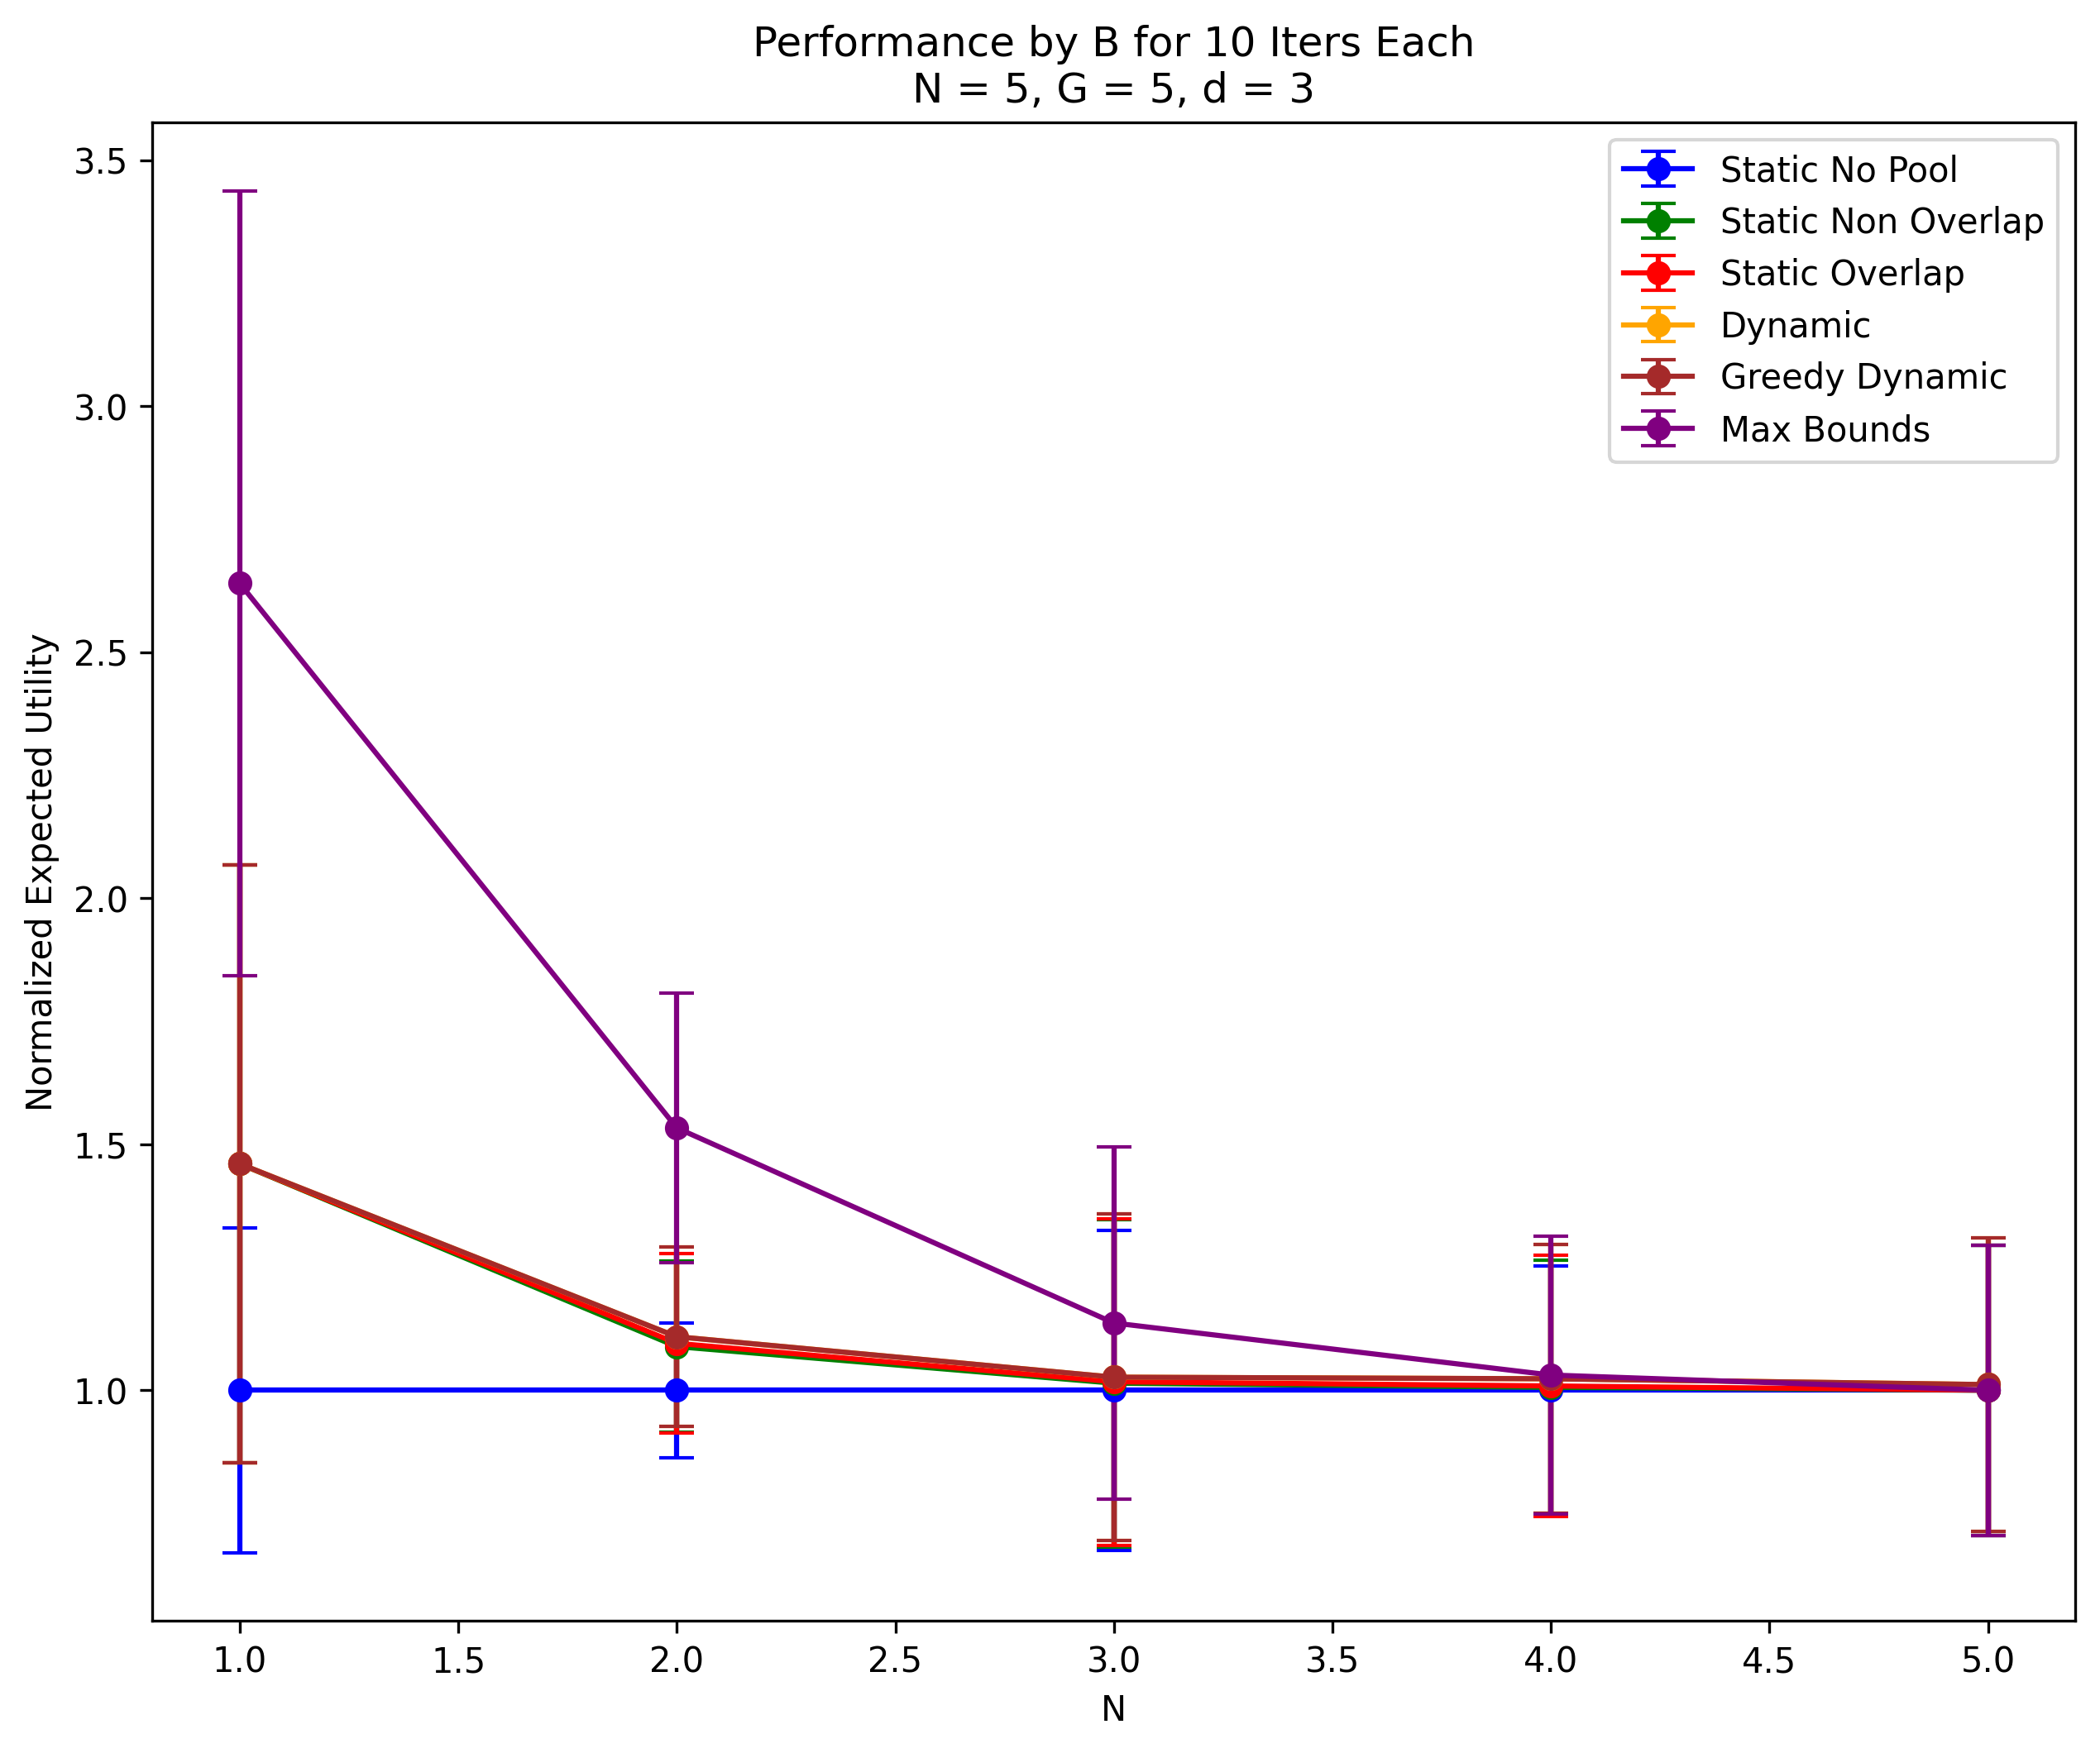 Performance by B for 10 Iters Each
N = 5, G = 5, d = 3
3.5
3.0
2.5
2.0
1.5
1.0
Normalized Expected Utility
Static No Pool
Static Non Overlap
Static Overlap
Dynamic
Greedy Dynamic
Max Bounds
1.0 1.5 2.0 2.5 3.0 3.5 4.0 4.5 5.0
N